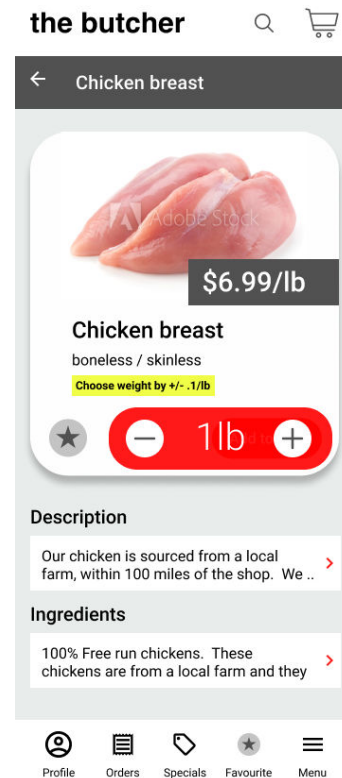 the butcher
Chicken breast
Adobe Stock
$6.99/lb
Chicken breast
boneless / skinless
Choose weight by +/- .1/lb
1lb
Description
Our chicken is sourced from a local
farm, within 100 miles of the shop.  We ..
Ingredients
100% Free run chickens.  These
chickens are from a local farm and they
Profile Orders Specials Favourite Menu